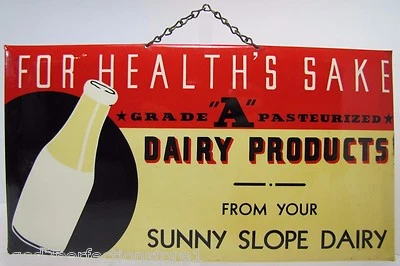 FOR HEALTH'S SAKE
★GRADE "A" PASTEURIZED★
DAIRY PRODUCTS
FROM YOUR
SUNNY SLOPE DAIRY